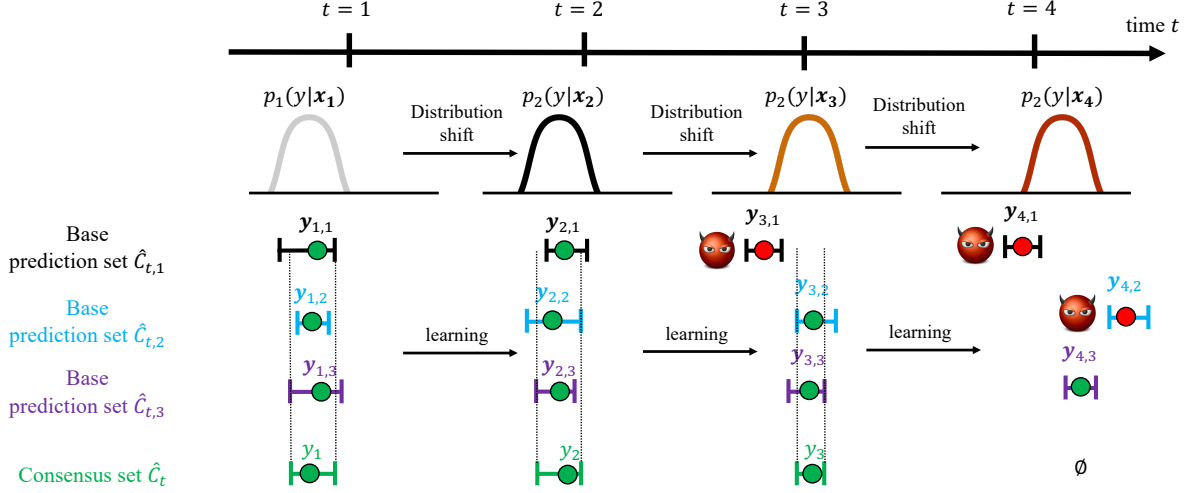 t = 1
t = 2
t = 3
t = 4
time t
p₁(y|x₁)
Distribution
shift
p₂(y|x₂)
Distribution
shift
p₂(y|x₃)
Distribution
shift
p₂(y|x₄)
Base
prediction set Ĉₜ,₁
y₁,₁
y₂,₁
y₃,₁
y₄,₁
Base
prediction set Ĉₜ,₂
y₁,₂
learning
y₂,₂
learning
y₃,₂
learning
y₄,₂
Base
prediction set Ĉₜ,₃
y₁,₃
y₂,₃
y₃,₃
y₄,₃
Consensus set Ĉₜ
y₁
y₂
y₃
∅